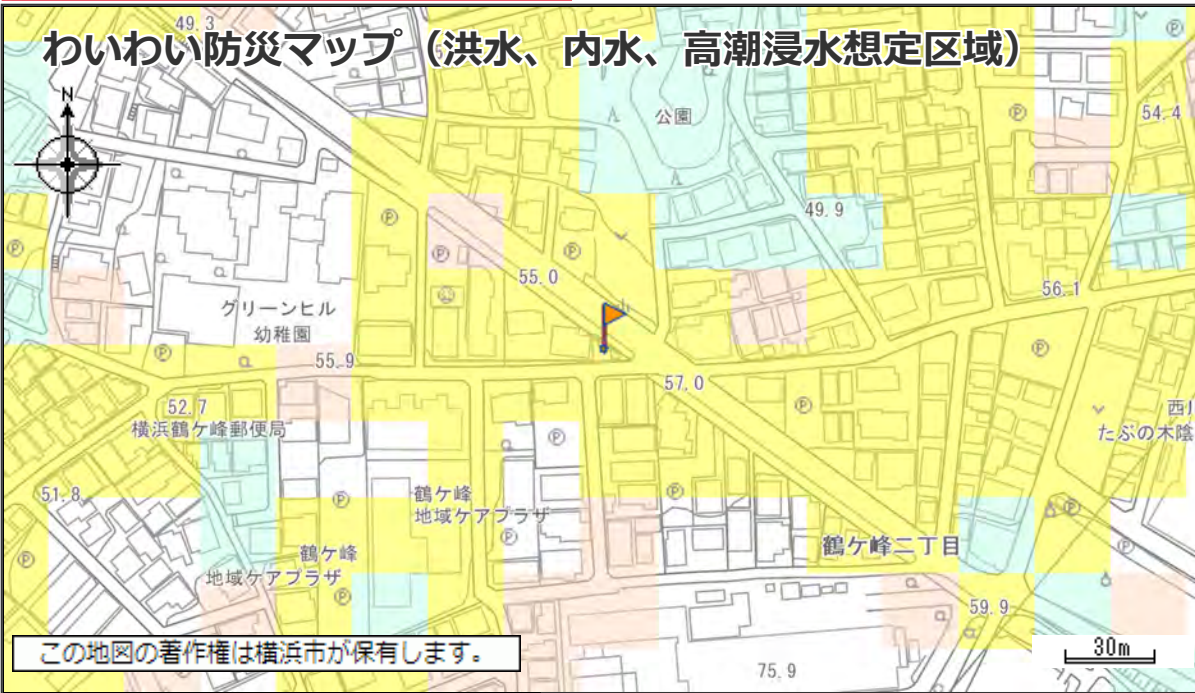 49.3
わいわい防災マップ（洪水、内水、高潮浸水想定区域）
N
公園
54.4
49.9
55.0
56.1
グリーンヒル
幼稚園
55.9
57.0
52.7
横浜鶴ケ峰郵便局
西川
たぶの木陰
51.8
鶴ケ峰
地域ケアプラザ
鶴ケ峰二丁目
鶴ケ峰
地域ケアプラザ
59.9
この地図の著作権は横浜市が保有します。
75.9
30m